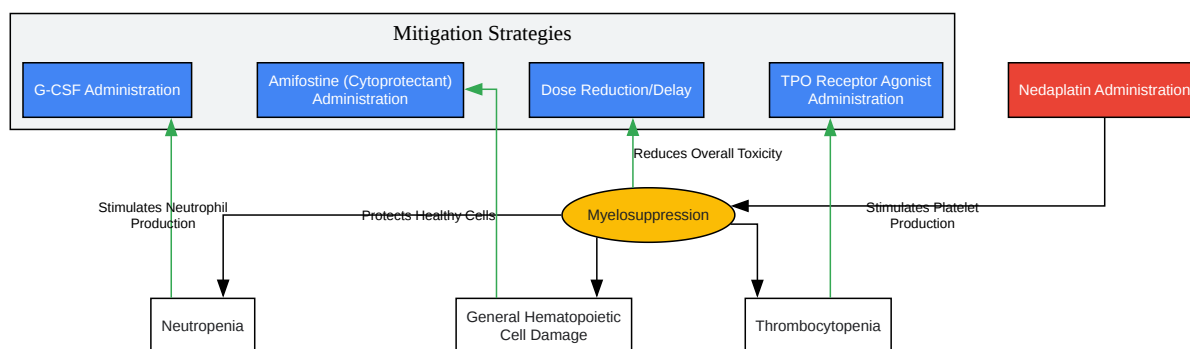 Mitigation Strategies
G-CSF Administration
Amifostine (Cytoprotectant)
Administration
Dose Reduction/Delay
TPO Receptor Agonist
Administration
Nedaplatin Administration
Reduces Overall Toxicity
Stimulates Neutrophil
Production
Protects Healthy Cells
Myelosuppression
Stimulates Platelet
Production
Neutropenia
General Hematopoietic
Cell Damage
Thrombocytopenia